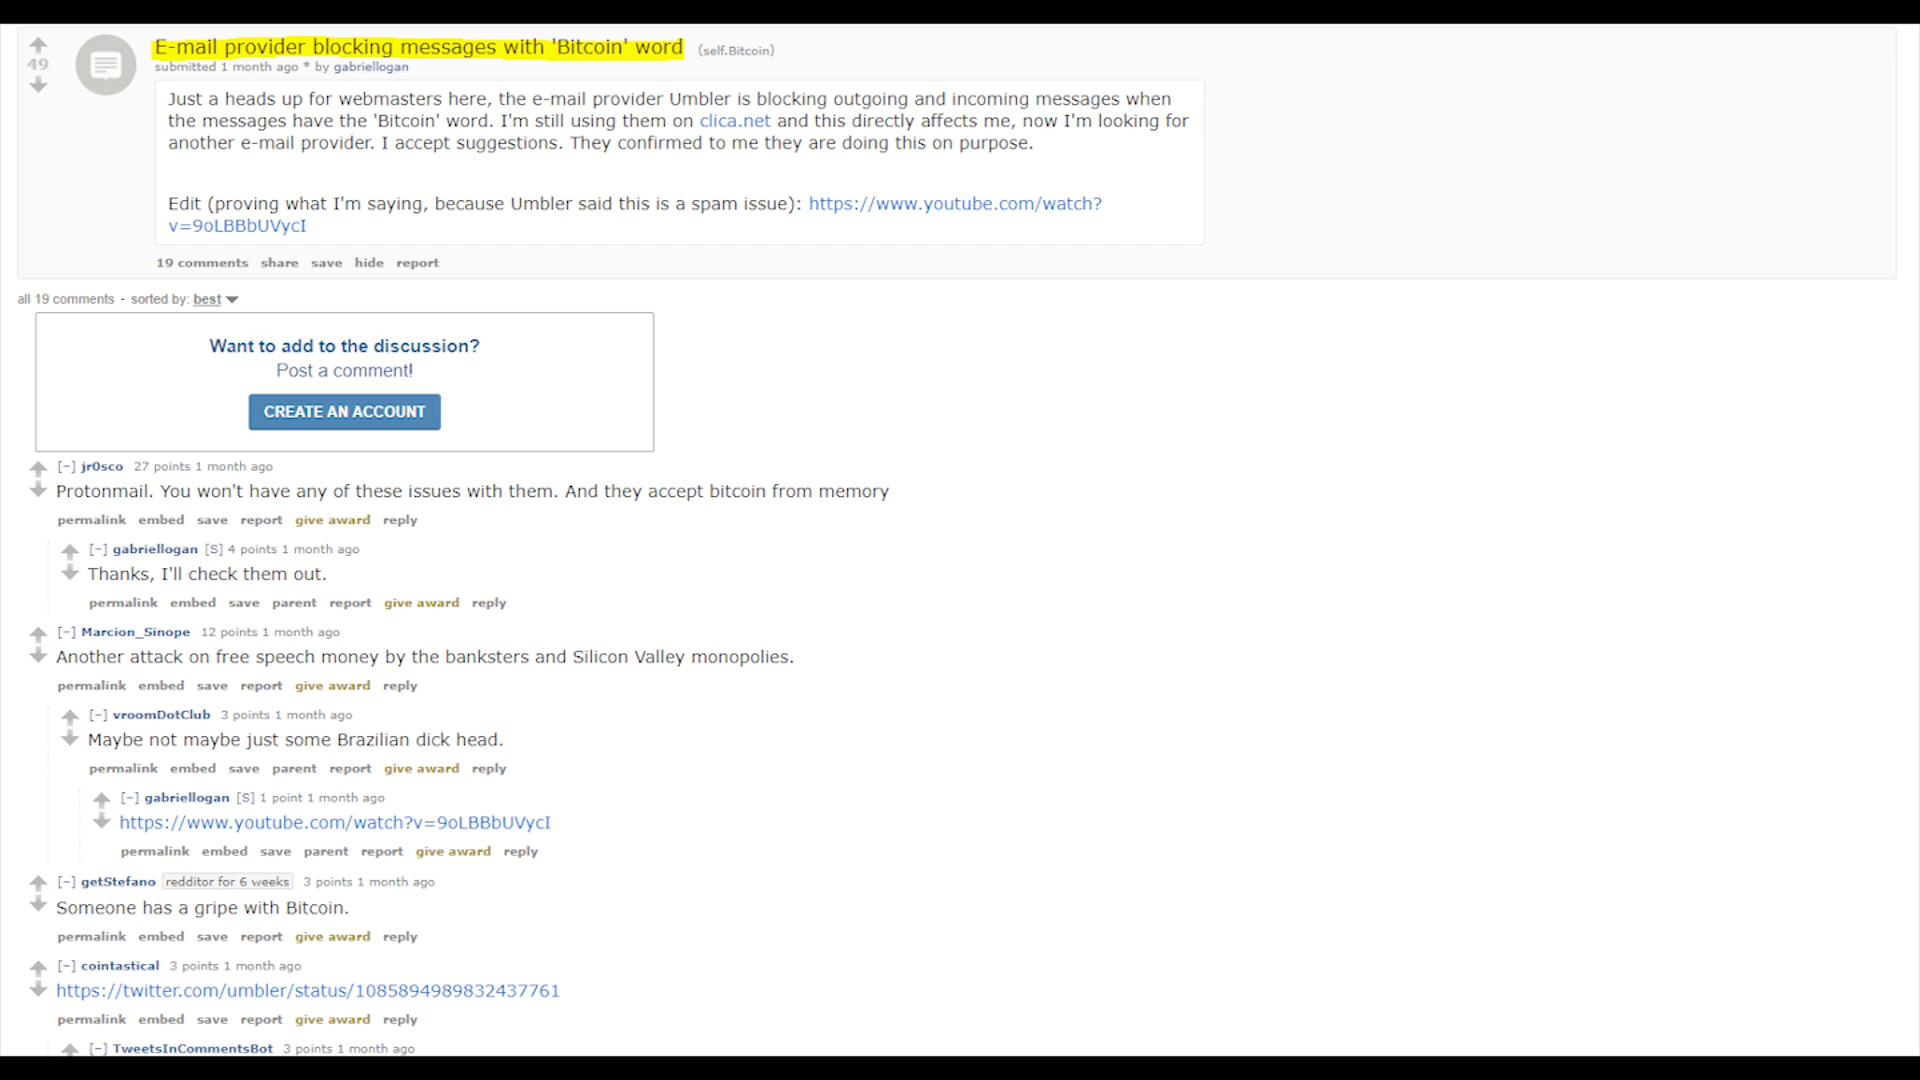 E-mail provider blocking messages with 'Bitcoin' word (self.Bitcoin)
49
submitted 1 month ago * by gabriellogan
Just a heads up for webmasters here, the e-mail provider Umbler is blocking outgoing and incoming messages when
the messages have the 'Bitcoin' word. I'm still using them on clica.net and this directly affects me, now I'm looking for
another e-mail provider. I accept suggestions. They confirmed to me they are doing this on purpose.
Edit (proving what I'm saying, because Umbler said this is a spam issue): https://www.youtube.com/watch?
v=9oLBBbUVycI
19 comments share save hide report
all 19 comments - sorted by: best
Want to add to the discussion?
Post a comment!
CREATE AN ACCOUNT
[-] jr0sco 27 points 1 month ago
Protonmail. You won't have any of these issues with them. And they accept bitcoin from memory
permalink embed save report give award reply
[-] gabriellogan [S] 4 points 1 month ago
Thanks, I'll check them out.
permalink embed save parent report give award reply
[-] Marcion_Sinope 12 points 1 month ago
Another attack on free speech money by the banksters and Silicon Valley monopolies.
permalink embed save report give award reply
[-] vroomDotClub 3 points 1 month ago
Maybe not maybe just some Brazilian dick head.
permalink embed save parent report give award reply
[-] gabriellogan [S] 1 point 1 month ago
https://www.youtube.com/watch?v=9oLBBbUVycI
permalink embed save parent report give award reply
[-] getStefano redditor for 6 weeks 3 points 1 month ago
Someone has a gripe with Bitcoin.
permalink embed save report give award reply
[-] cointastical 3 points 1 month ago
https://twitter.com/umbler/status/1085894989832437761
permalink embed save report give award reply
[-] TweetsInCommentsBot 3 points 1 month ago